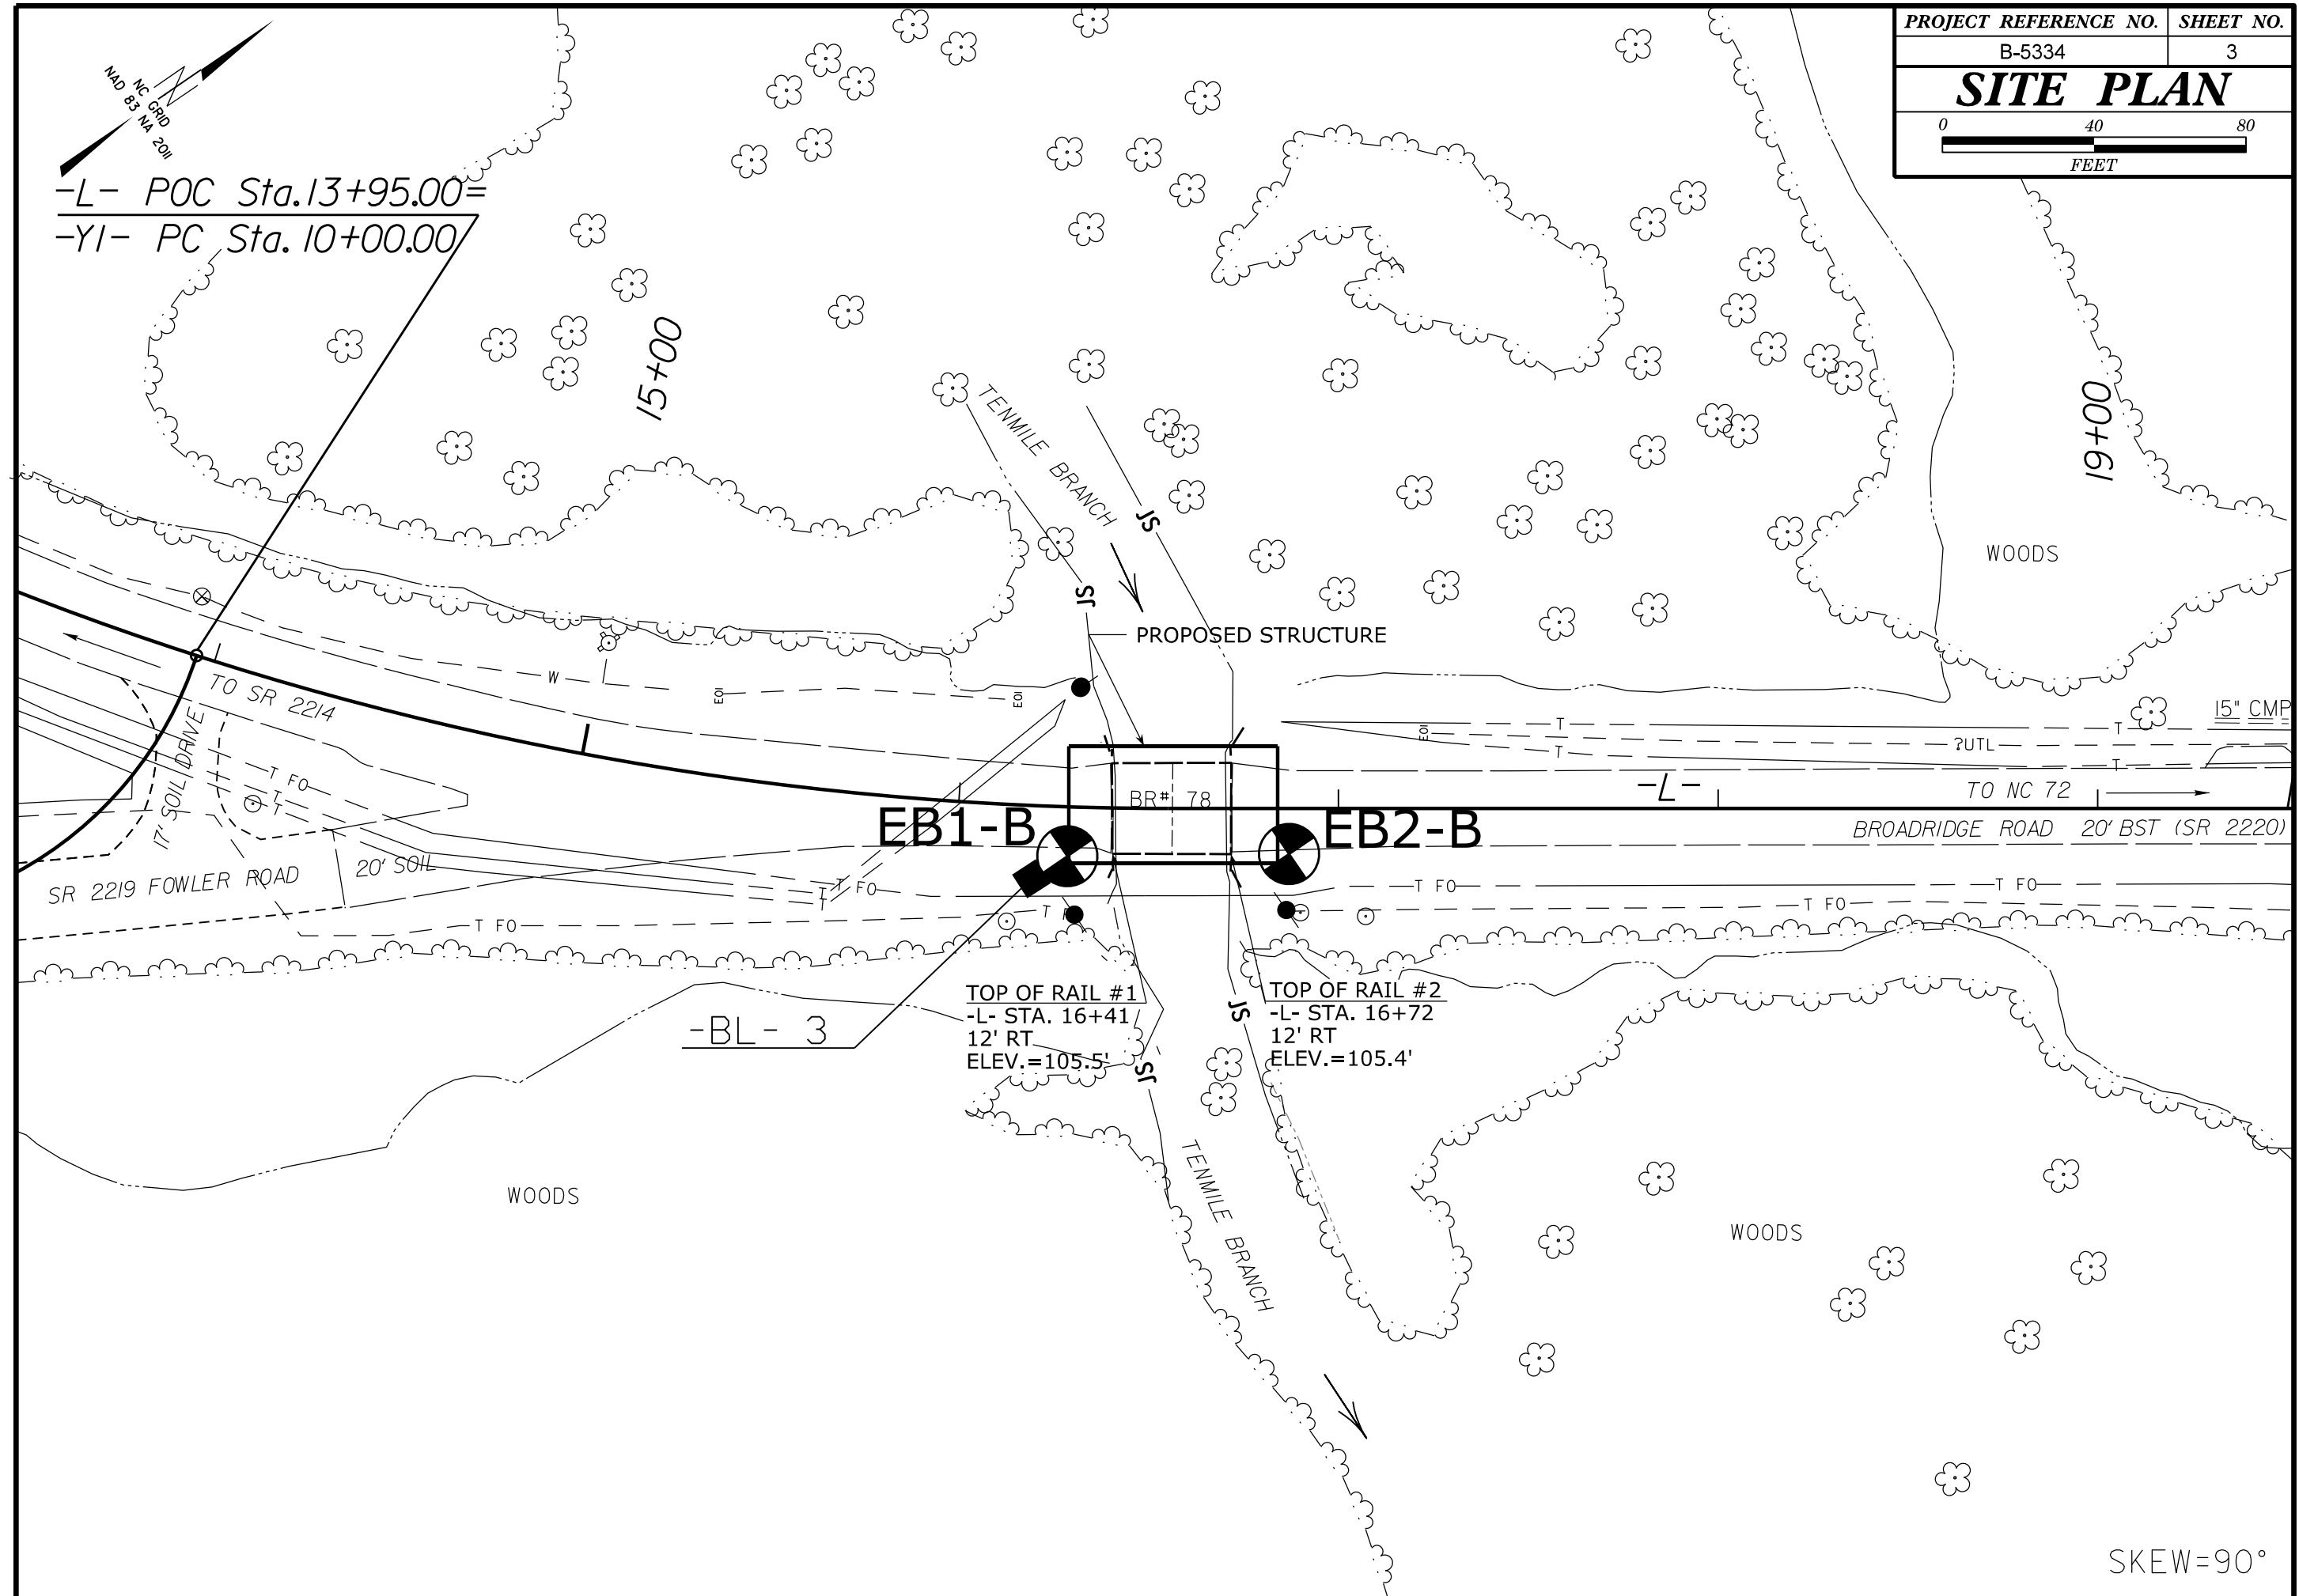 PROJECT REFERENCE NO. SHEET NO.
B-5334 3
SITE PLAN
0 40 80
FEET
NC GRID
NAD 83 NA 2011
-L- POC Sta. 13+95.00=
-Y1- PC Sta. 10+00.00
15+00
19+00
TENMILE BRANCH
JS
JS
WOODS
PROPOSED STRUCTURE
TO SR 2214
W
EOI
EOI
EOI
15" CMP
T
T
?UTL
T
T
-L-
TO NC 72
17' SOIL DRIVE
T FO
T
T
BR# 78
EB1-B
EB2-B
BROADRIDGE ROAD 20' BST (SR 2220)
SR 2219 FOWLER ROAD
20' SOIL
T FO
T
T FO
T FO
T FO
T FO
T
TOP OF RAIL #1
-L- STA. 16+41
12' RT
ELEV.=105.5'
TOP OF RAIL #2
-L- STA. 16+72
12' RT
ELEV.=105.4'
JS
JS
-BL- 3
TENMILE BRANCH
WOODS
WOODS
SKEW=90°